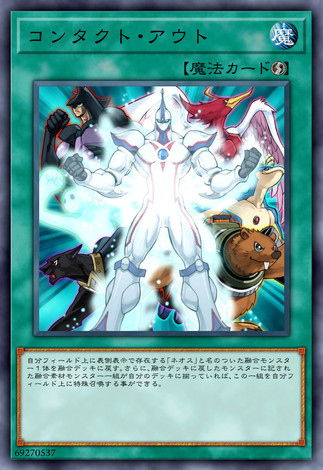 コンタクト・アウト
魔
【魔法カード】
自分フィールド上に表側表示で存在する「ネオス」と名のついた融合モンスタ
ー１体を融合デッキに戻す。さらに、融合デッキに戻したモンスターに記され
た融合素材モンスター一組が自分のデッキに揃っていれば、この一組を自分フ
ィールド上に特殊召喚する事ができる。
69270537